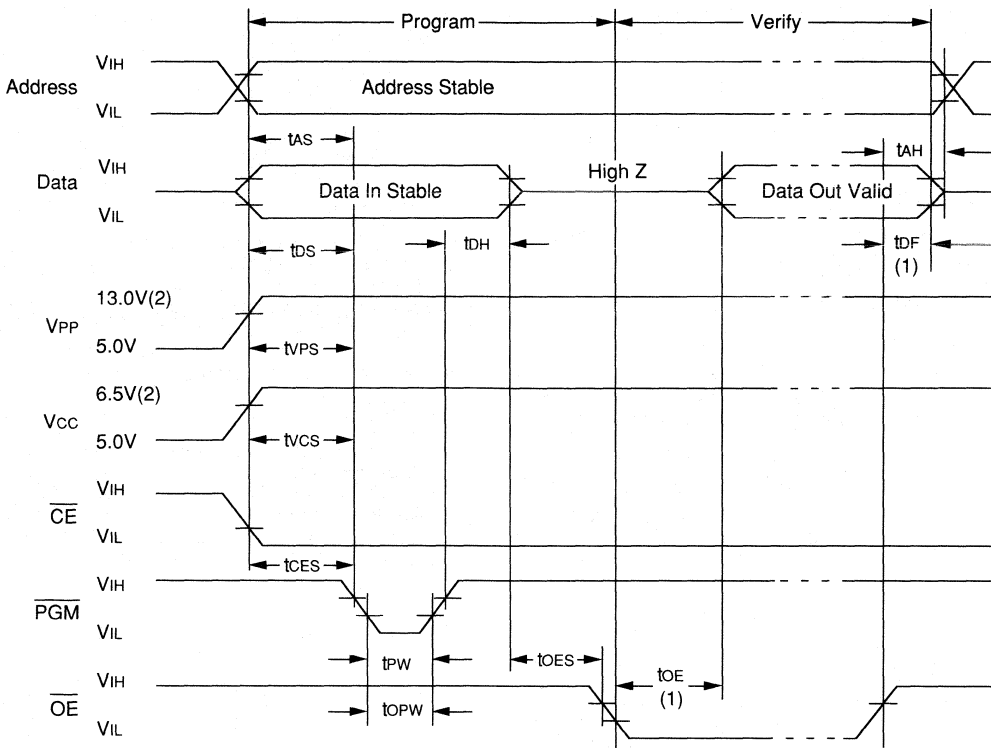 Program Verify
VIH
Address Address Stable
VIL
tAS tAH
VIH High Z
Data Data In Stable Data Out Valid
VIL
tDS tDH tDF
(1)
13.0V(2)
VPP
5.0V tVPS
6.5V(2)
VCC
5.0V tVCS
VIH
CE
VIL
tCES
VIH
PGM
VIL
tPW tOES tOE
(1)
VIH
OE tOPW
VIL